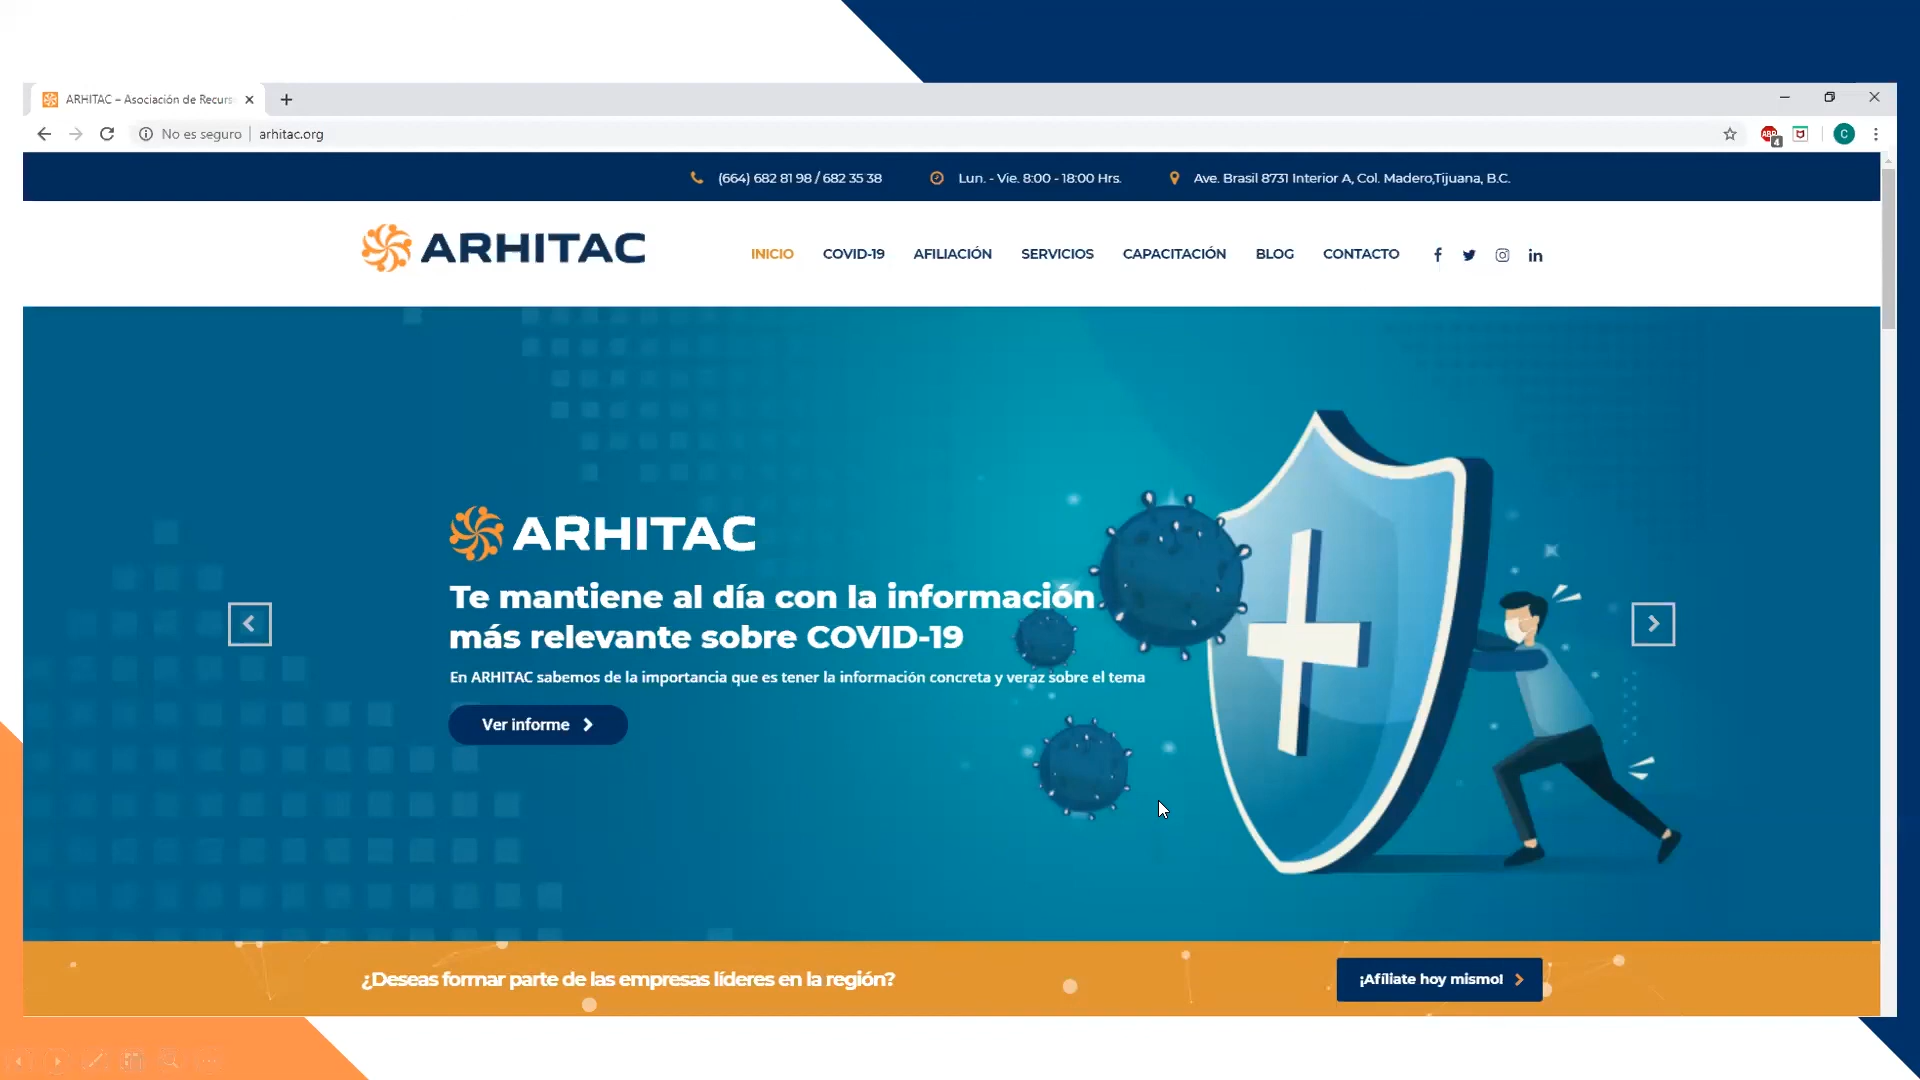 ARHITAC – Asociación de Recurs
No es seguro | arhitac.org
ABP
4
C
(664) 682 81 98 / 682 35 38
Lun. - Vie. 8:00 - 18:00 Hrs.
Ave. Brasil 8731 Interior A, Col. Madero,Tijuana, B.C.
ARHITAC
INICIO
COVID-19
AFILIACIÓN
SERVICIOS
CAPACITACIÓN
BLOG
CONTACTO
ARHITAC
Te mantiene al día con la información
más relevante sobre COVID-19
En ARHITAC sabemos de la importancia que es tener la información concreta y veraz sobre el tema
Ver informe
¿Deseas formar parte de las empresas líderes en la región?
¡Afíliate hoy mismo!